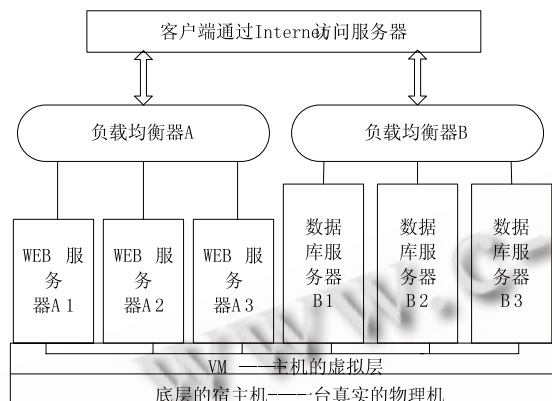 客户端通过Internet访问服务器
负载均衡器A
负载均衡器B
WEB 服
务
器A1
WEB 服
务
器A2
WEB 服
务
器A3
数据
库服
务器
B1
数据
库服
务器
B2
数据
库服
务器
B3
VM ——主机的虚拟层
底层的宿主机——一台真实的物理机
www.c-